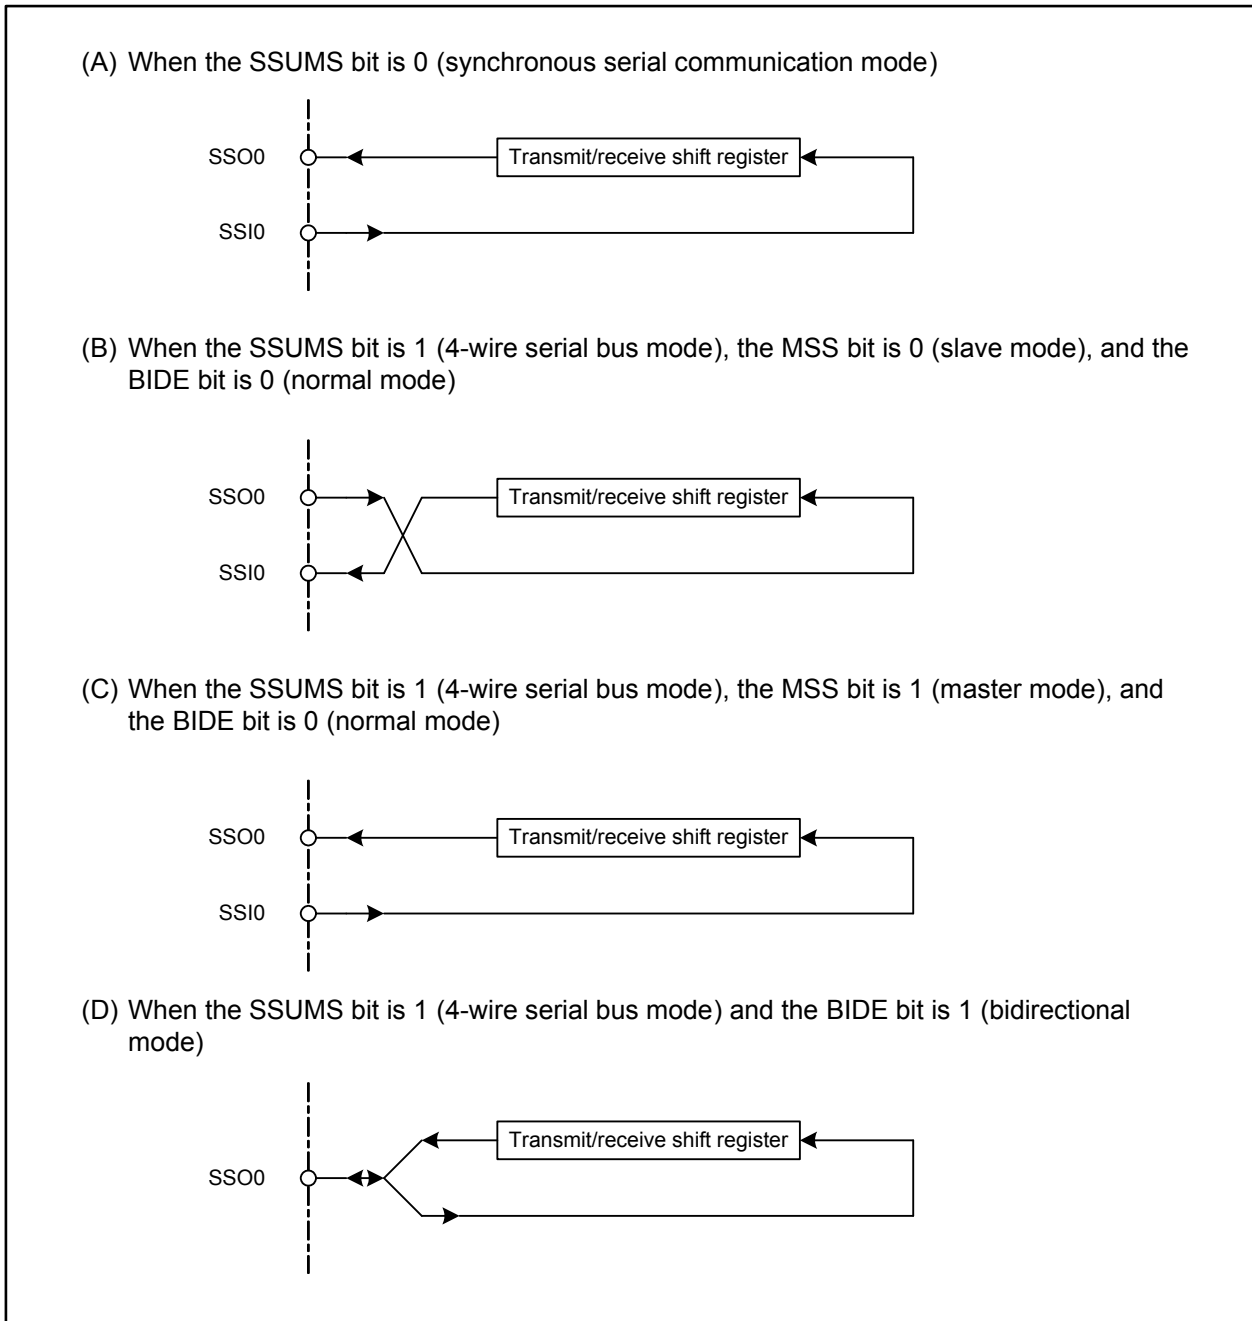 (A) When the SSUMS bit is 0 (synchronous serial communication mode)
SSO0
Transmit/receive shift register
SSI0
(B) When the SSUMS bit is 1 (4-wire serial bus mode), the MSS bit is 0 (slave mode), and the
BIDE bit is 0 (normal mode)
SSO0
Transmit/receive shift register
SSI0
(C) When the SSUMS bit is 1 (4-wire serial bus mode), the MSS bit is 1 (master mode), and
the BIDE bit is 0 (normal mode)
SSO0
Transmit/receive shift register
SSI0
(D) When the SSUMS bit is 1 (4-wire serial bus mode) and the BIDE bit is 1 (bidirectional
mode)
Transmit/receive shift register
SSO0